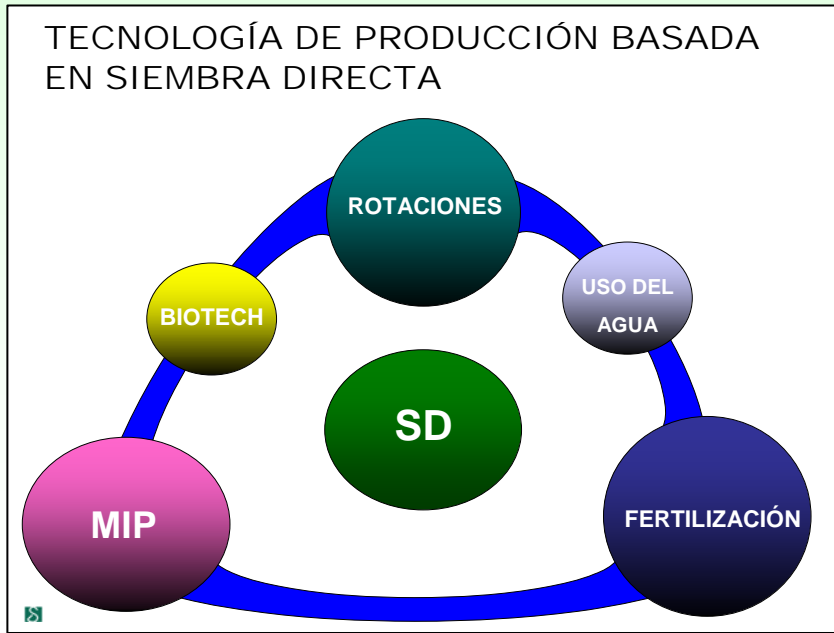 TECNOLOGÍA DE PRODUCCIÓN BASADA
EN SIEMBRA DIRECTA
ROTACIONES
BIOTECH
USO DEL
AGUA
SD
MIP
FERTILIZACIÓN